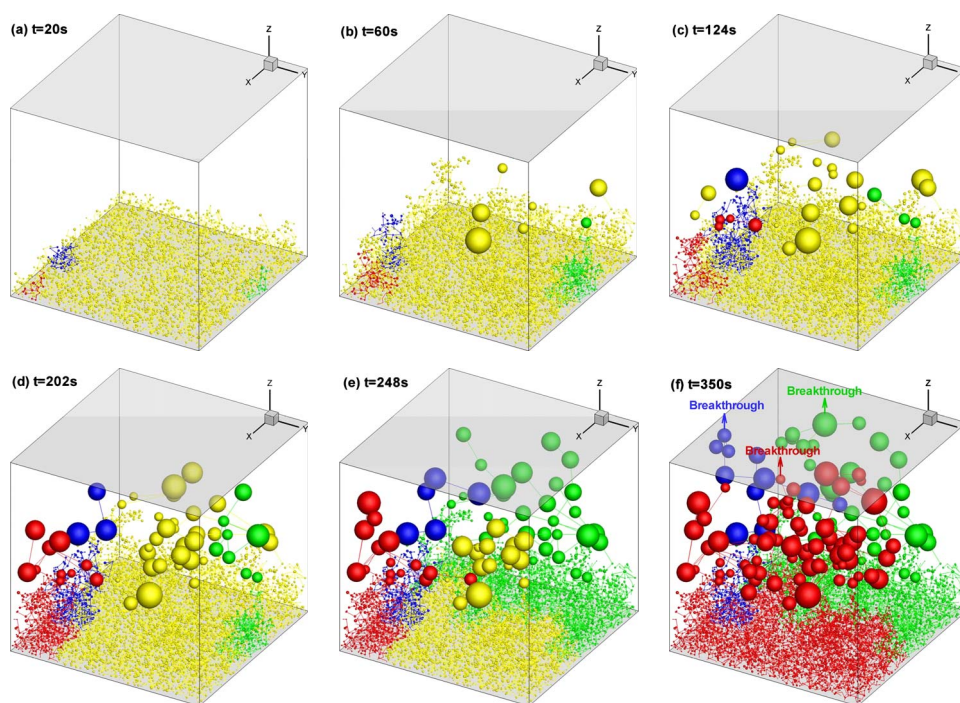 (a) t=20s
Z
X
Y
(b) t=60s
Z
X
Y
(c) t=124s
Z
X
Y
(d) t=202s
Z
X
Y
(e) t=248s
Z
X
Y
(f) t=350s
Z
X
Y
Breakthrough
Breakthrough
Breakthrough